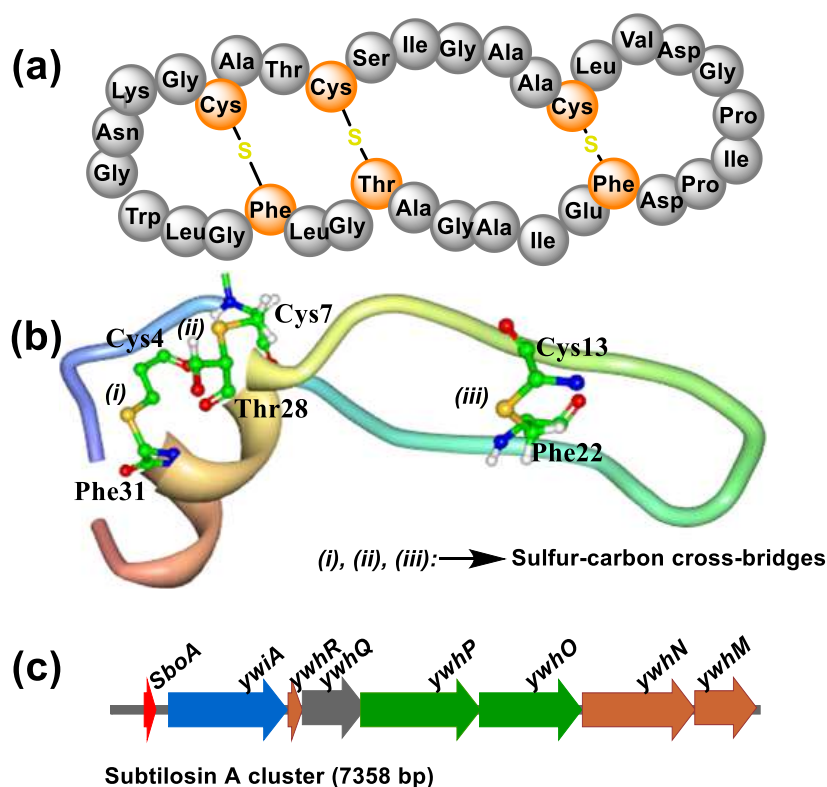 (a)
Lys Gly Cys Ala Thr Cys Ser Ile Gly Ala Ala Cys Leu Val Asp Gly Pro Ile Pro Asp Phe Glu Ile Ala Gly Ala Thr Gly Leu Phe Gly Leu Trp Gly Asn
S S S
(b)
Cys4 (ii) Cys7
(i) Thr28
Phe31
Cys13
(iii)
Phe22
(i), (ii), (iii): Sulfur-carbon cross-bridges
(c)
SboA ywiA ywhR ywhQ ywhP ywhO ywhN ywhM
Subtilosin A cluster (7358 bp)